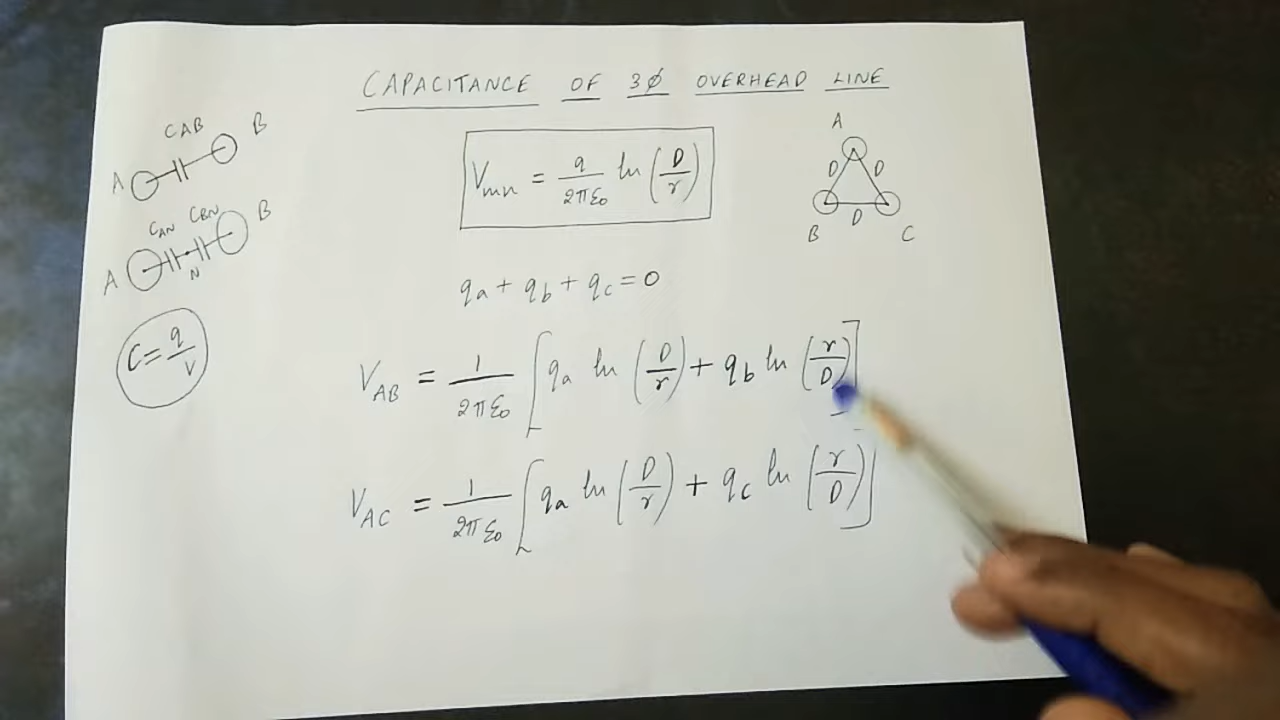 CAPACITANCE OF 3Ø OVERHEAD LINE
CAB
A B
CAN CBN
A B
N
C = q/V
Vmn = q/2πε₀ ln (D/r)
A
D D
D
B C
qa + qb + qc = 0
VAB = 1/2πε₀ [qa ln (D/r) + qb ln (r/D)]
VAC = 1/2πε₀ [qa ln (D/r) + qc ln (r/D)]